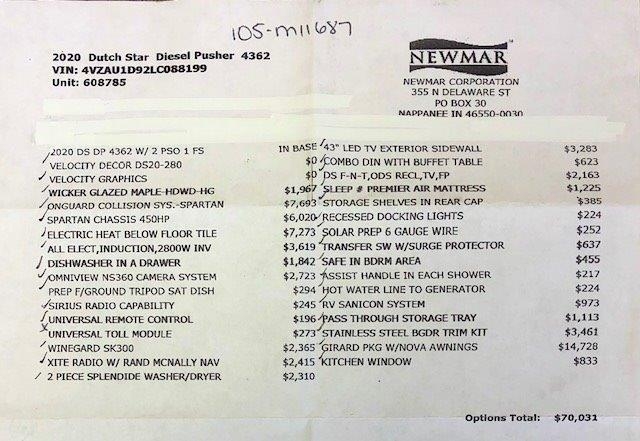 105-m11687
2020 Dutch Star Diesel Pusher 4362
VIN: 4VZAU1D92LC088199
Unit: 608785
NEWMAR
NEWMAR CORPORATION
355 N DELAWARE ST
PO BOX 30
NAPPANEE IN 46550-0030
2020 DS DP 4362 W/ 2 PSO 1 FS IN BASE
VELOCITY DECOR DS20-280 $0
VELOCITY GRAPHICS $0
WICKER GLAZED MAPLE-HDWD-HG $1,967
ONGUARD COLLISION SYS.-SPARTAN $7,693
SPARTAN CHASSIS 450HP $6,020
ELECTRIC HEAT BELOW FLOOR TILE $7,273
ALL ELECT,INDUCTION,2800W INV $3,619
DISHWASHER IN A DRAWER $1,842
OMNIVIEW NS360 CAMERA SYSTEM $2,723
PREP F/GROUND TRIPOD SAT DISH $294
SIRIUS RADIO CAPABILITY $245
UNIVERSAL REMOTE CONTROL $196
UNIVERSAL TOLL MODULE $273
WINEGARD SK300 $2,365
XITE RADIO W/ RAND MCNALLY NAV $2,415
2 PIECE SPLENDIDE WASHER/DRYER $2,310
43" LED TV EXTERIOR SIDEWALL $3,283
COMBO DIN WITH BUFFET TABLE $623
DS F-N-T,ODS RECL,TV,FP $2,163
SLEEP # PREMIER AIR MATTRESS $1,225
STORAGE SHELVES IN REAR CAP $385
RECESSED DOCKING LIGHTS $224
SOLAR PREP 6 GAUGE WIRE $252
TRANSFER SW W/SURGE PROTECTOR $637
SAFE IN BDRM AREA $455
ASSIST HANDLE IN EACH SHOWER $217
HOT WATER LINE TO GENERATOR $224
RV SANICON SYSTEM $973
PASS THROUGH STORAGE TRAY $1,113
STAINLESS STEEL BGDR TRIM KIT $3,461
GIRARD PKG W/NOVA AWNINGS $14,728
KITCHEN WINDOW $833
Options Total: $70,031